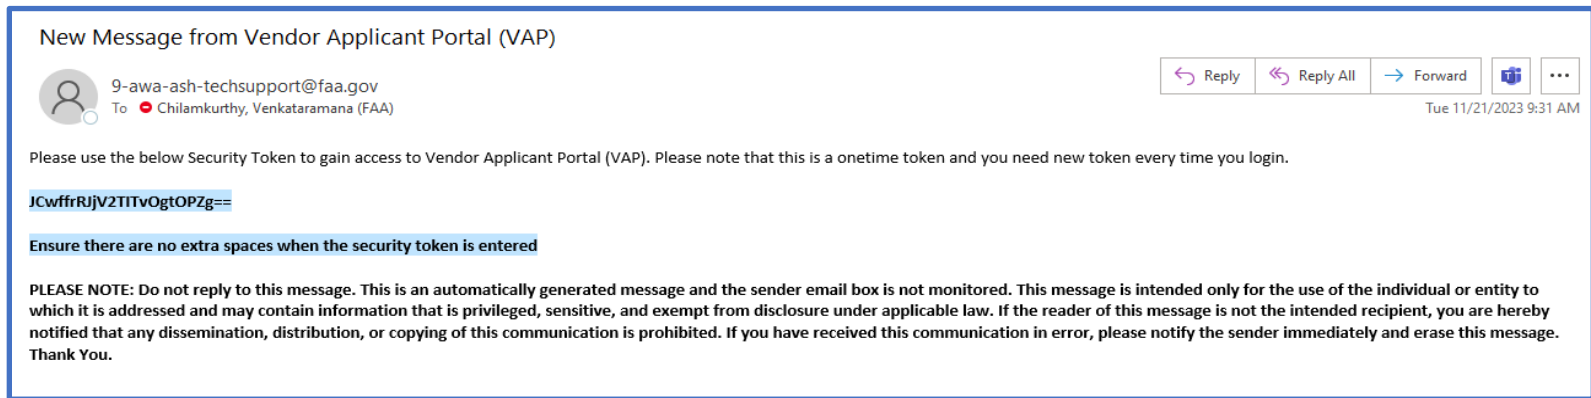 New Message from Vendor Applicant Portal (VAP)
9-awa-ash-techsupport@faa.gov
To Chilamkurthy, Venkataramana (FAA)
Reply
Reply All
Forward
Tue 11/21/2023 9:31 AM
Please use the below Security Token to gain access to Vendor Applicant Portal (VAP). Please note that this is a onetime token and you need new token every time you login.
JCwffrRJjV2TITvOgtOPZg==
Ensure there are no extra spaces when the security token is entered
PLEASE NOTE: Do not reply to this message. This is an automatically generated message and the sender email box is not monitored. This message is intended only for the use of the individual or entity to
which it is addressed and may contain information that is privileged, sensitive, and exempt from disclosure under applicable law. If the reader of this message is not the intended recipient, you are hereby
notified that any dissemination, distribution, or copying of this communication is prohibited. If you have received this communication in error, please notify the sender immediately and erase this message.
Thank You.